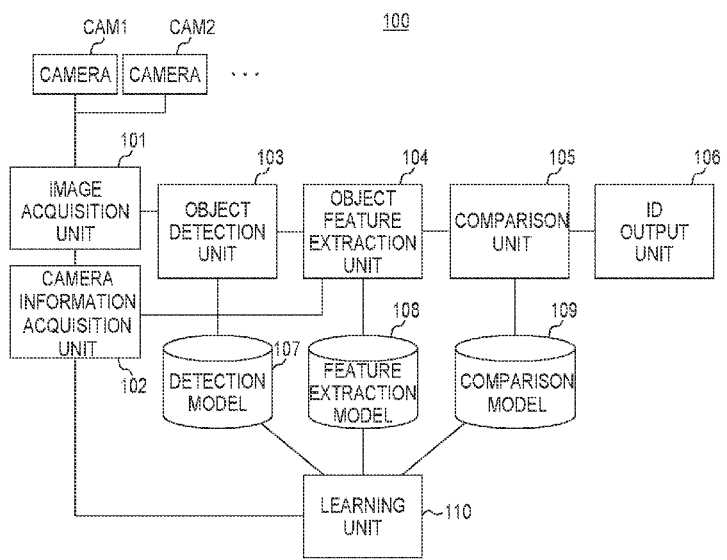 100
CAM1
CAM2
CAMERA
CAMERA
...
101
103
104
105
106
IMAGE
ACQUISITION
UNIT
OBJECT
DETECTION
UNIT
OBJECT
FEATURE
EXTRACTION
UNIT
COMPARISON
UNIT
ID
OUTPUT
UNIT
CAMERA
INFORMATION
ACQUISITION
UNIT
102
107
DETECTION
MODEL
108
FEATURE
EXTRACTION
MODEL
109
COMPARISON
MODEL
LEARNING
UNIT
110